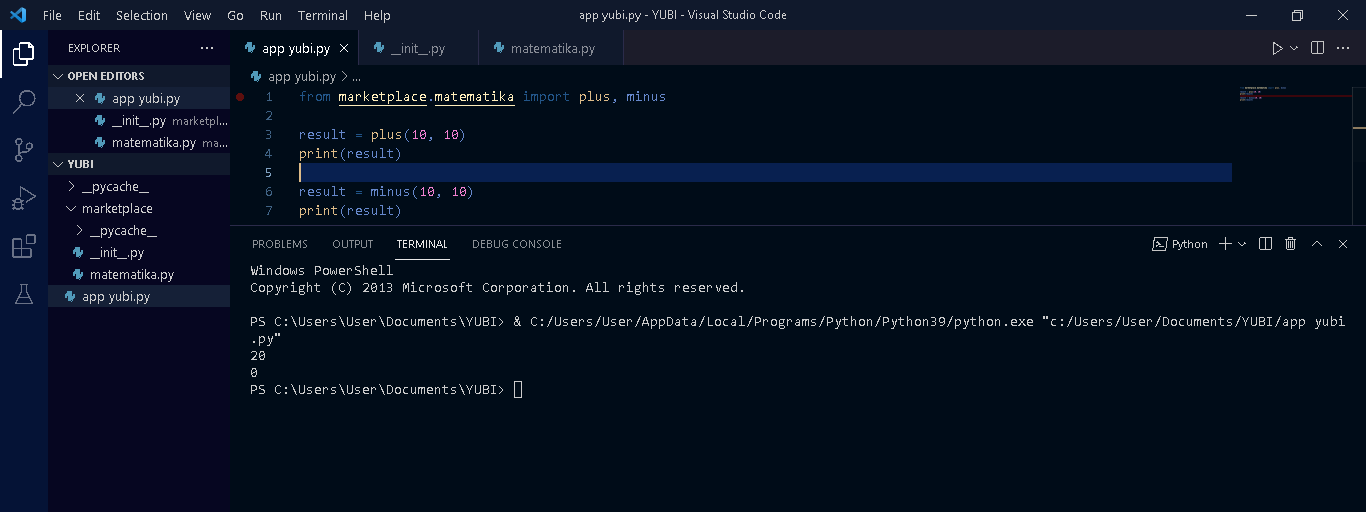 File Edit Selection View Go Run Terminal Help
app yubi.py - YUBI - Visual Studio Code
EXPLORER
OPEN EDITORS
app yubi.py
__init__.py marketpl...
matematika.py ma...
YUBI
__pycache__
marketplace
__pycache__
__init__.py
matematika.py
app yubi.py
app yubi.py __init__.py matematika.py
app yubi.py > ...
1 from marketplace.matematika import plus, minus
2
3 result = plus(10, 10)
4 print(result)
5
6 result = minus(10, 10)
7 print(result)
PROBLEMS OUTPUT TERMINAL DEBUG CONSOLE
Python
Windows PowerShell
Copyright (C) 2013 Microsoft Corporation. All rights reserved.
PS C:\Users\User\Documents\YUBI> & C:/Users/User/AppData/Local/Programs/Python/Python39/python.exe "c:/Users/User/Documents/YUBI/app yubi
.py"
20
0
PS C:\Users\User\Documents\YUBI>